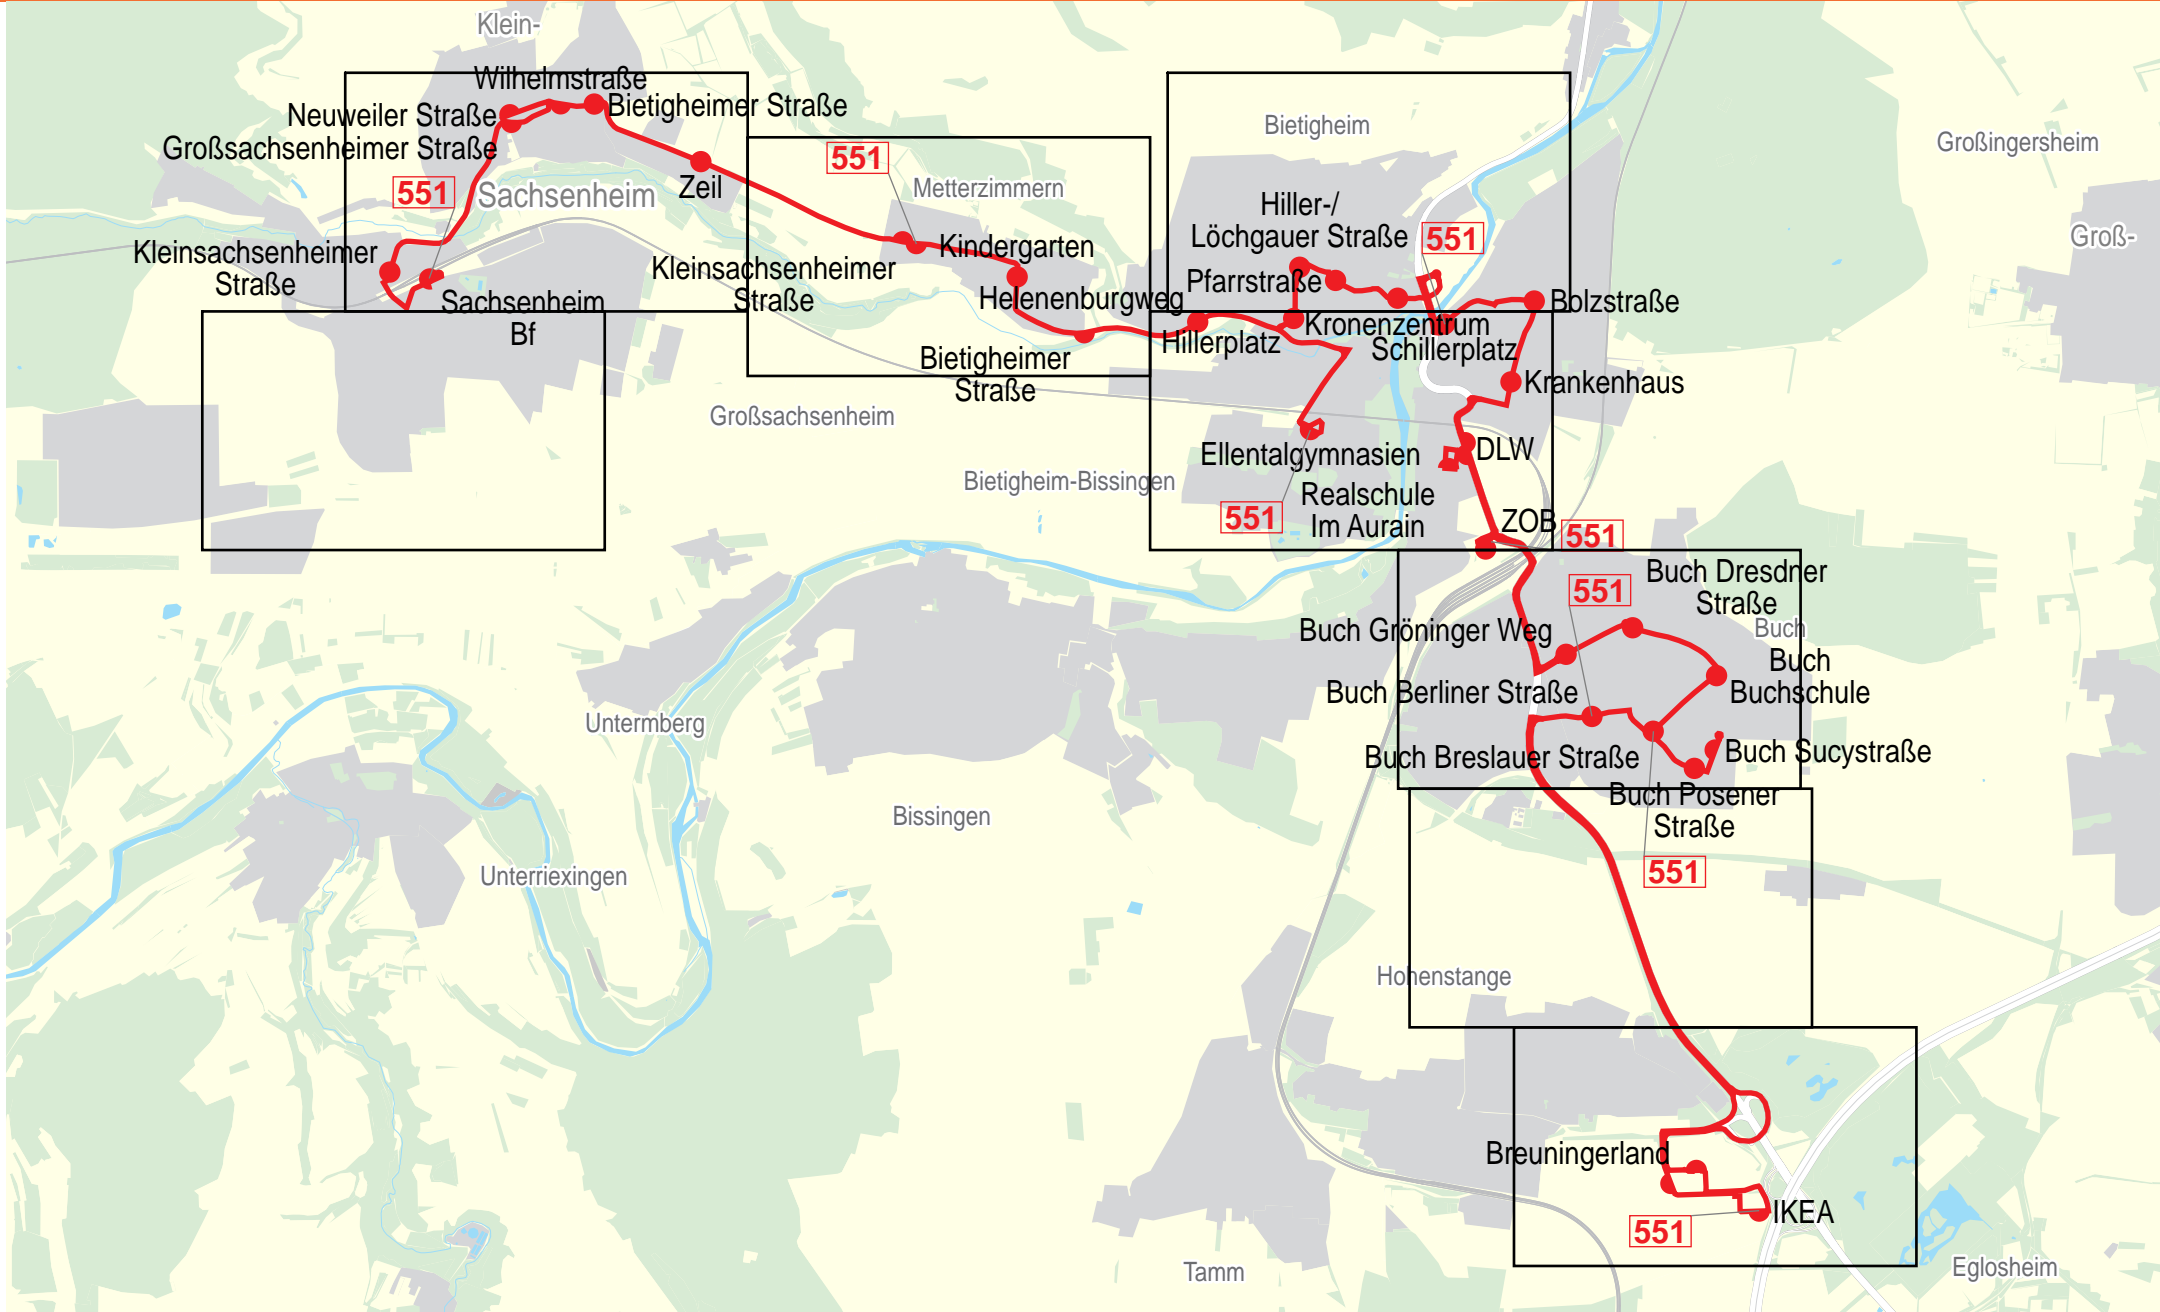 Klein-
Wilhelmstraße
Neuweiler Straße
Bietigheimer Straße
Großsachsenheimer Straße
551
Sachsenheim
Zeil
Kleinsachsenheimer
Straße
Sachsenheim
Bf
551
Metterzimmern
Kindergarten
Kleinsachsenheimer
Straße
Helenenburgweg
Bietigheimer
Straße
Großsachsenheim
Bietigheim
Großingersheim
Groß-
Hiller-/
Löchgauer Straße
551
Pfarrstraße
Bolzstraße
Kronenzentrum
Hillerplatz
Schillerplatz
Krankenhaus
Ellentalgymnasien
DLW
Bietigheim-Bissingen
Realschule
Im Aurain
551
ZOB
551
Buch Dresdner
Straße
551
Buch Gröninger Weg
Buch
Buch
Buchschule
Buch Berliner Straße
Buch Breslauer Straße
Buch Sucystraße
Buch Posener
Straße
551
Untermberg
Bissingen
Unterriexingen
Hohenstange
Breuningerland
IKEA
551
Tamm
Eglosheim